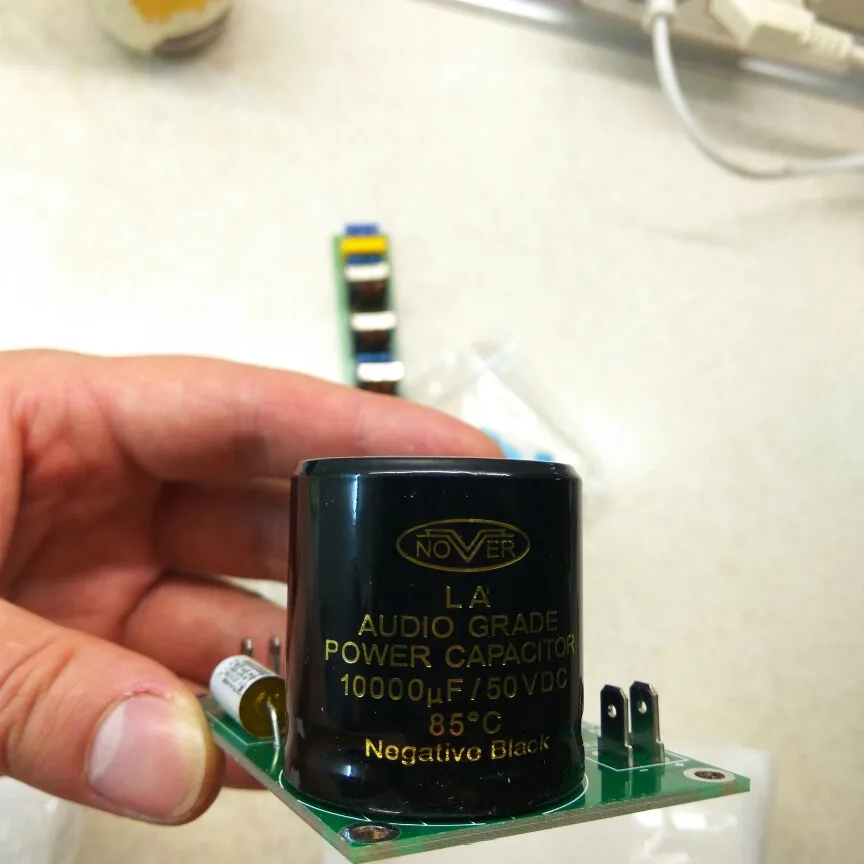 NOVER
LA
AUDIO GRADE
POWER CAPACITOR
10000µF/50VDC
85°C
Negative Black